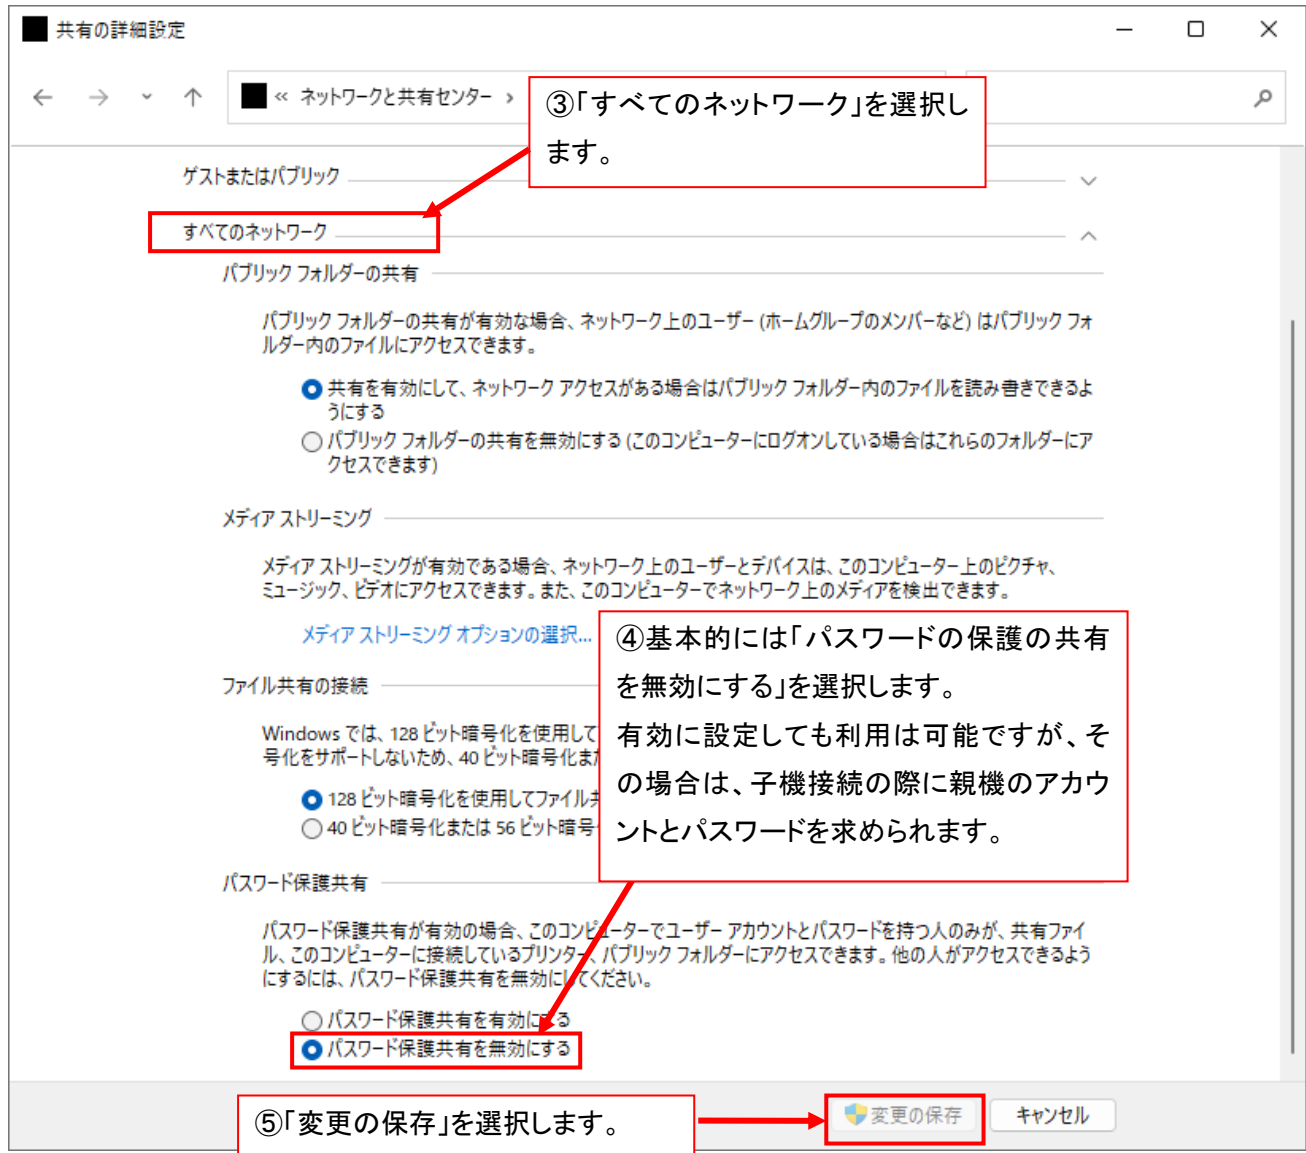 共有の詳細設定
« ネットワークと共有センター ›
③「すべてのネットワーク」を選択し
ます。
ゲストまたはパブリック
すべてのネットワーク
パブリック フォルダーの共有
パブリック フォルダーの共有が有効な場合、ネットワーク上のユーザー (ホームグループのメンバーなど) はパブリック フォ
ルダー内のファイルにアクセスできます。
共有を有効にして、ネットワーク アクセスがある場合はパブリック フォルダー内のファイルを読み書きできるよ
うにする
パブリック フォルダーの共有を無効にする (このコンピューターにログオンしている場合はこれらのフォルダーにア
クセスできます)
メディア ストリーミング
メディア ストリーミングが有効である場合、ネットワーク上のユーザーとデバイスは、このコンピューター上のピクチャ、
ミュージック、ビデオにアクセスできます。また、このコンピューターでネットワーク上のメディアを検出できます。
メディア ストリーミング オプションの選択...
④基本的には「パスワードの保護の共有
を無効にする」を選択します。
有効に設定しても利用は可能ですが、そ
の場合は、子機接続の際に親機のアカウ
ントとパスワードを求められます。
ファイル共有の接続
Windows では、128 ビット暗号化を使用して
号化をサポートしないため、40 ビット暗号化ま
128 ビット暗号化を使用してファイル
40 ビット暗号化または 56 ビット暗号
パスワード保護共有
パスワード保護共有が有効の場合、このコンピューターでユーザー アカウントとパスワードを持つ人のみが、共有ファイ
ル、このコンピューターに接続しているプリンター、パブリック フォルダーにアクセスできます。他の人がアクセスできるよう
にするには、パスワード保護共有を無効にしてください。
パスワード保護共有を有効にする
パスワード保護共有を無効にする
⑤「変更の保存」を選択します。
変更の保存
キャンセル